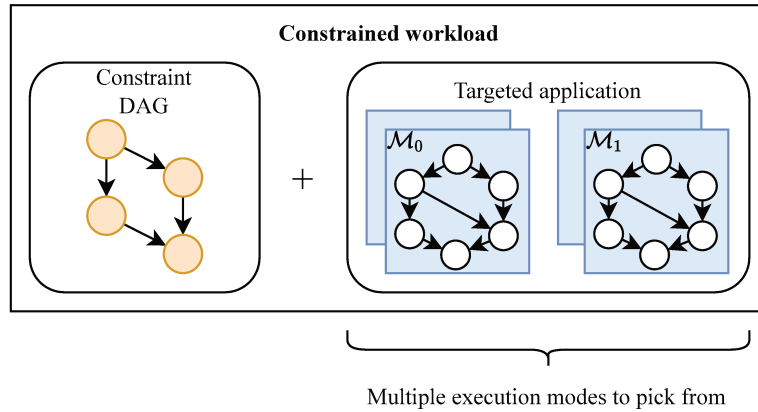 Constrained workload
Constraint
DAG
+
Targeted application
ℳ₀
ℳ₁
Multiple execution modes to pick from